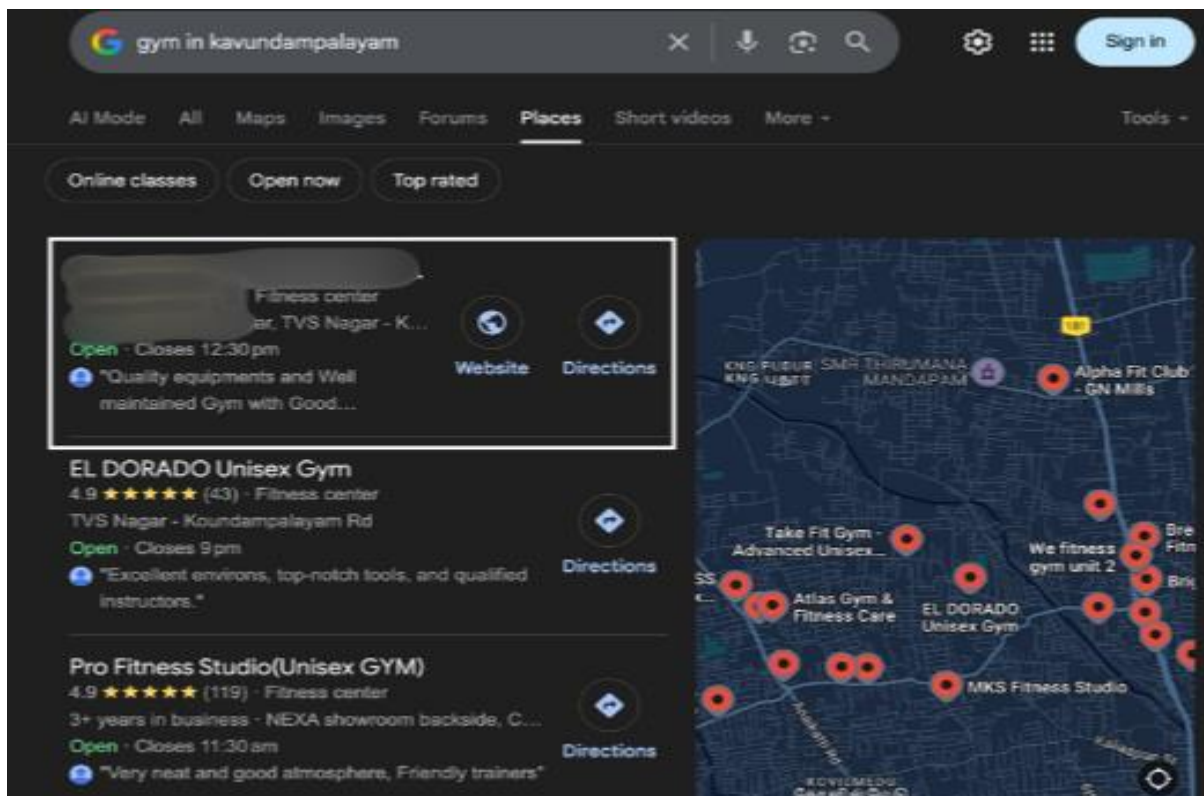 gym in kavundampalayam
Sign in
AI Mode All Maps Images Forums Places Short videos More
Tools
Online classes Open now Top rated
Fitness center
TVS Nagar - K...
Open · Closes 12:30 pm
"Quality equipments and Well
maintained Gym with Good...
Website
Directions
EL DORADO Unisex Gym
4.9 ★★★★★ (43) · Fitness center
TVS Nagar - Koundampalayam Rd
Open · Closes 9 pm
"Excellent environs, top-notch tools, and qualified
instructors."
Directions
Pro Fitness Studio(Unisex GYM)
4.9 ★★★★★ (119) · Fitness center
3+ years in business · NEXA showroom backside, C...
Open · Closes 11:30 am
"Very neat and good atmosphere, Friendly trainers"
Directions
181
KNG PUDUR
SMR THIRUMANA
MANDAPAM
Alpha Fit Club
- GN Mills
Take Fit Gym -
Advanced Unisex...
We fitness
gym unit 2
Bre
Fitn
Atlas Gym &
Fitness Care
EL DORADO
Unisex Gym
MKS Fitness Studio
KOVILMEDU